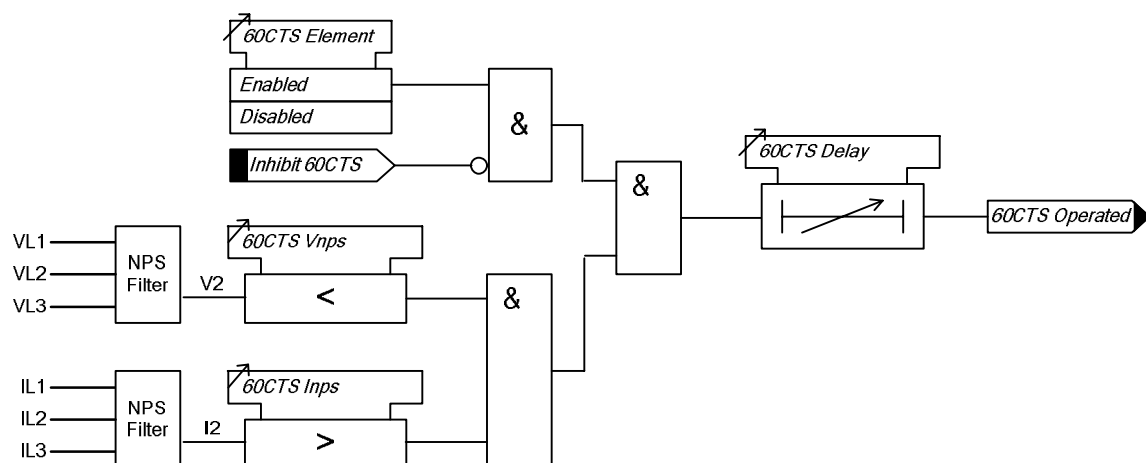 60CTS Element
Enabled
Disabled
&
Inhibit 60CTS
&
60CTS Delay
60CTS Operated
VL1
VL2
VL3
NPS
Filter
V2
60CTS Vnps
<
&
IL1
IL2
IL3
NPS
Filter
I2
60CTS Inps
>